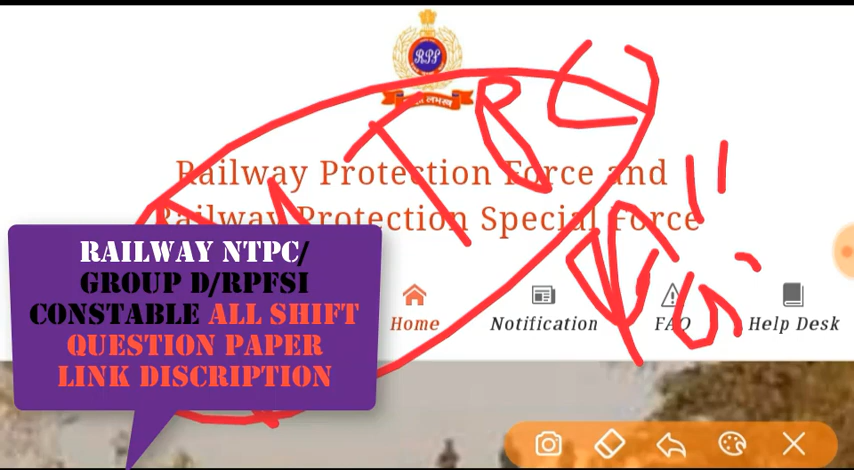 RPF
Railway Protection Force and
Railway Protection Special Force
RAILWAY NTPC/
GROUP D/RPFSI
CONSTABLE ALL SHIFT
QUESTION PAPER
LINK DISCRIPTION
Home
Notification
FAQ
Help Desk